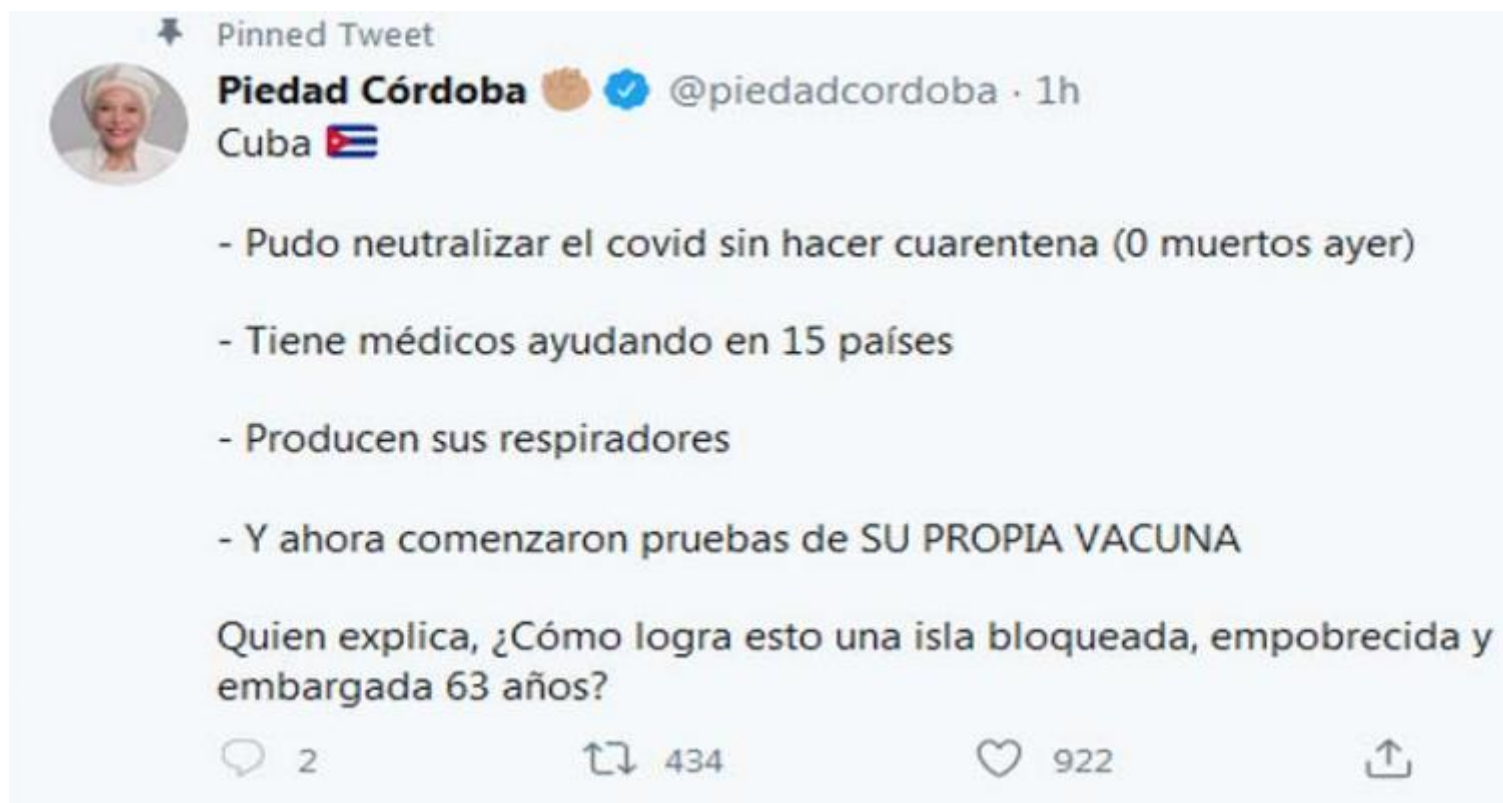 Pinned Tweet
Piedad Córdoba ✊🏼 @piedadcordoba · 1h
Cuba 🇨🇺
- Pudo neutralizar el covid sin hacer cuarentena (0 muertos ayer)
- Tiene médicos ayudando en 15 países
- Producen sus respiradores
- Y ahora comenzaron pruebas de SU PROPIA VACUNA
Quien explica, ¿Cómo logra esto una isla bloqueada, empobrecida y
embargada 63 años?
2 434 922